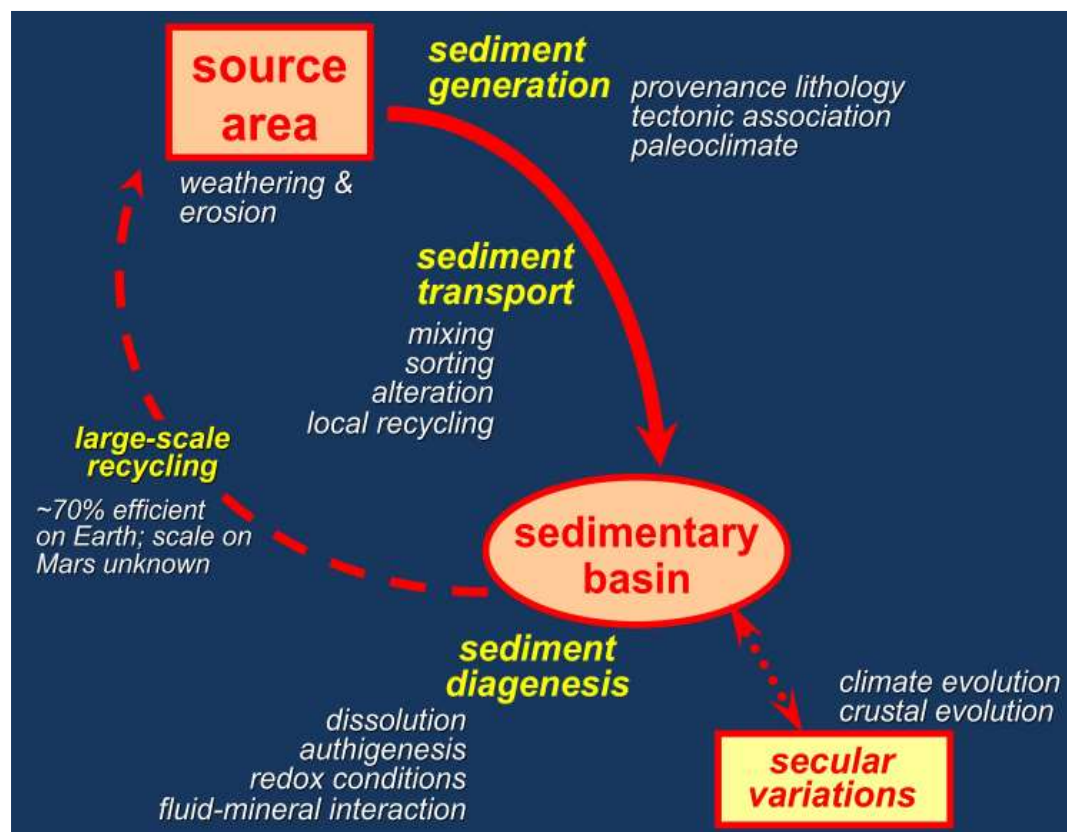 source
area
weathering &
erosion
sediment
generation
provenance lithology
tectonic association
paleoclimate
sediment
transport
mixing
sorting
alteration
local recycling
large-scale
recycling
~70% efficient
on Earth; scale on
Mars unknown
sedimentary
basin
sediment
diagenesis
dissolution
authigenesis
redox conditions
fluid-mineral interaction
climate evolution
crustal evolution
secular
variations